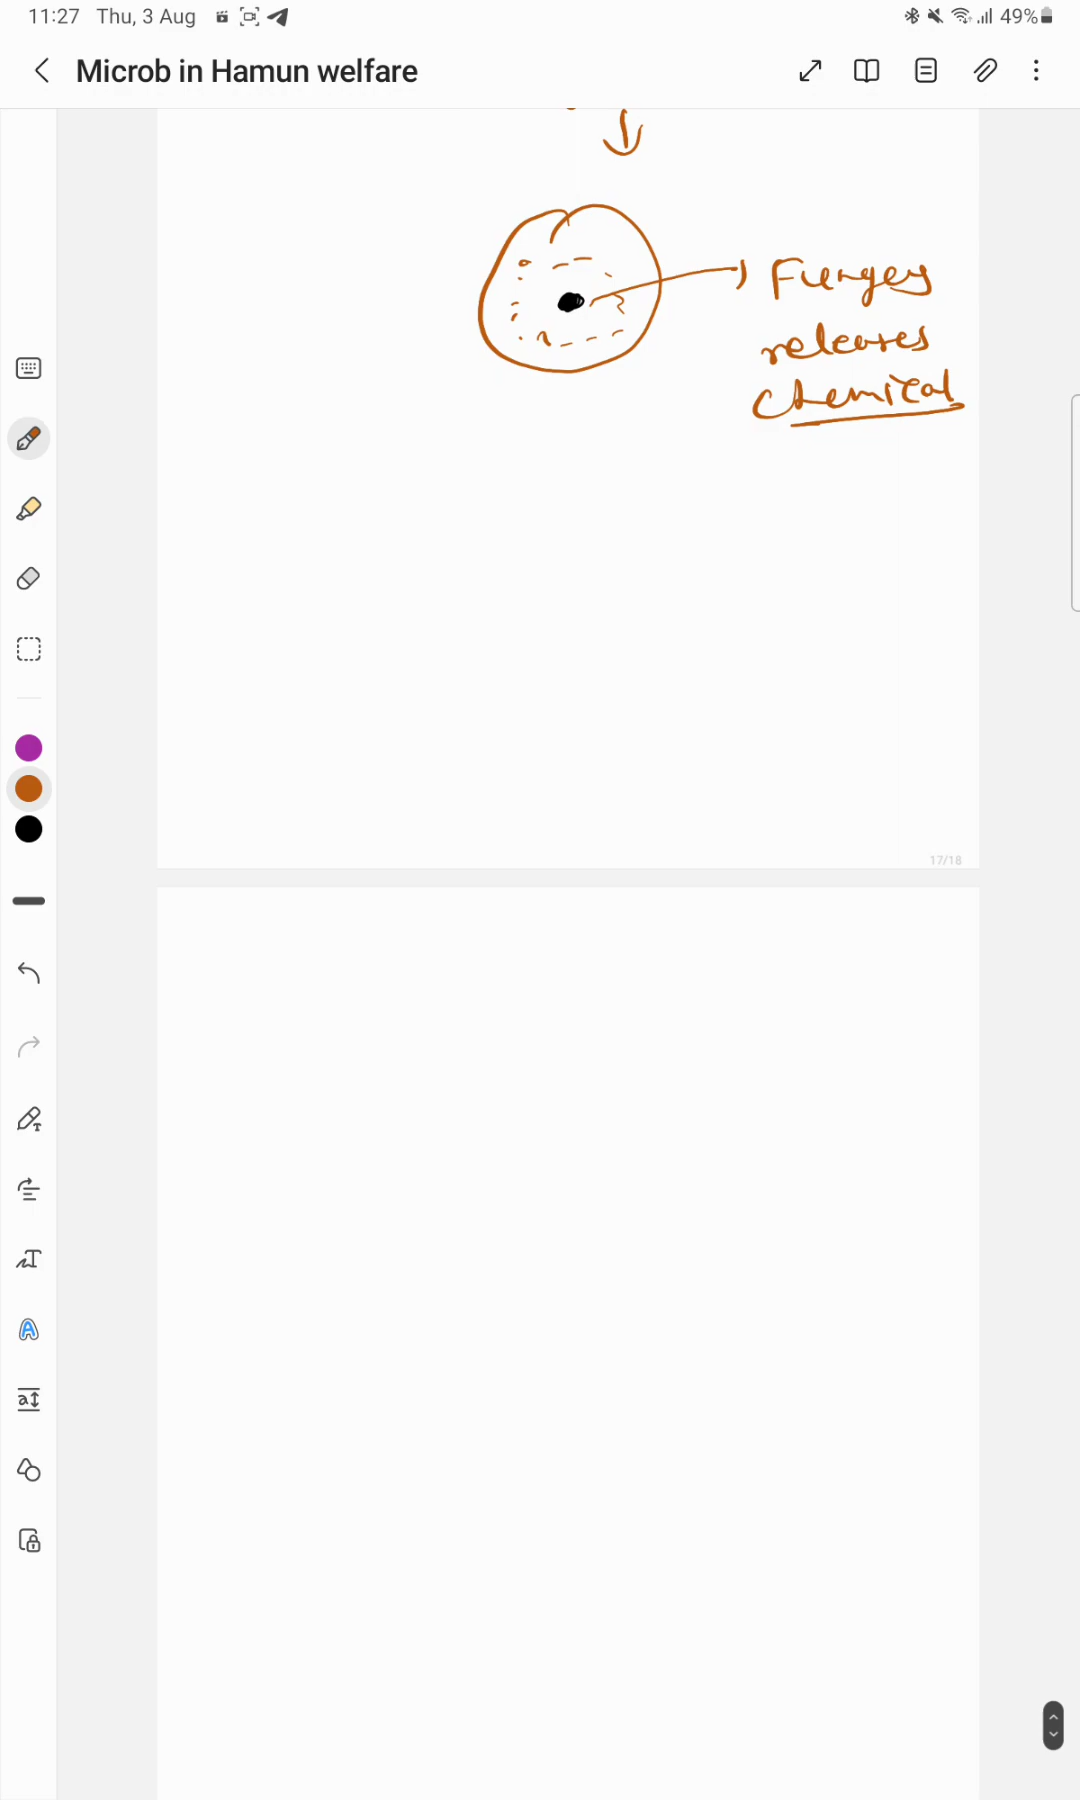 11:27 Thu, 3 Aug 49%
Microb in Hamun welfare
Fungey
releases
chemical
17/18